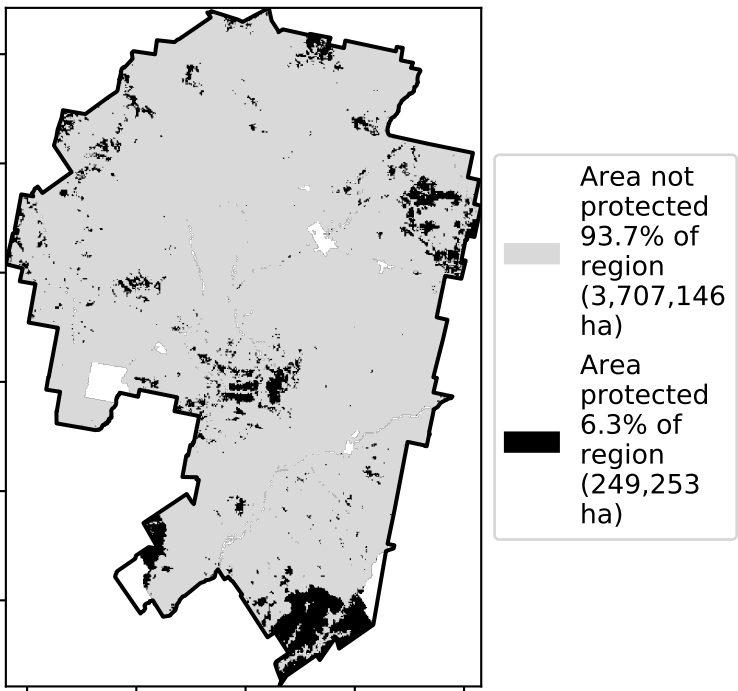 Area not
protected
93.7% of
region
(3,707,146
ha)
Area
protected
6.3% of
region
(249,253
ha)